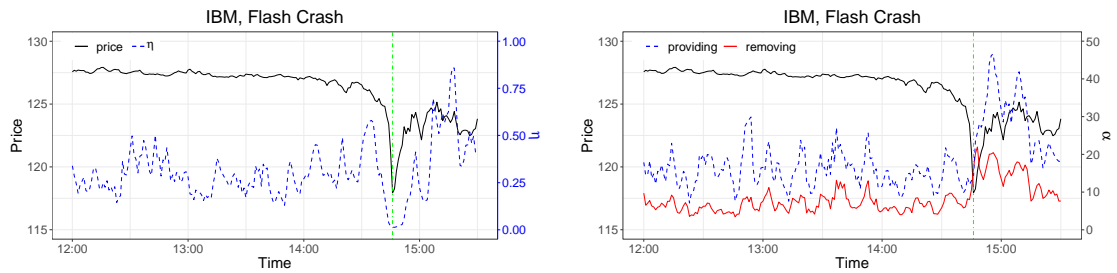 IBM, Flash Crash
price η
130
125
120
115
Price
1.00
0.75
0.50
0.25
0.00
η
12:00 13:00 14:00 15:00
Time
IBM, Flash Crash
providing removing
130
125
120
115
Price
50
40
30
20
10
0
α
12:00 13:00 14:00 15:00
Time